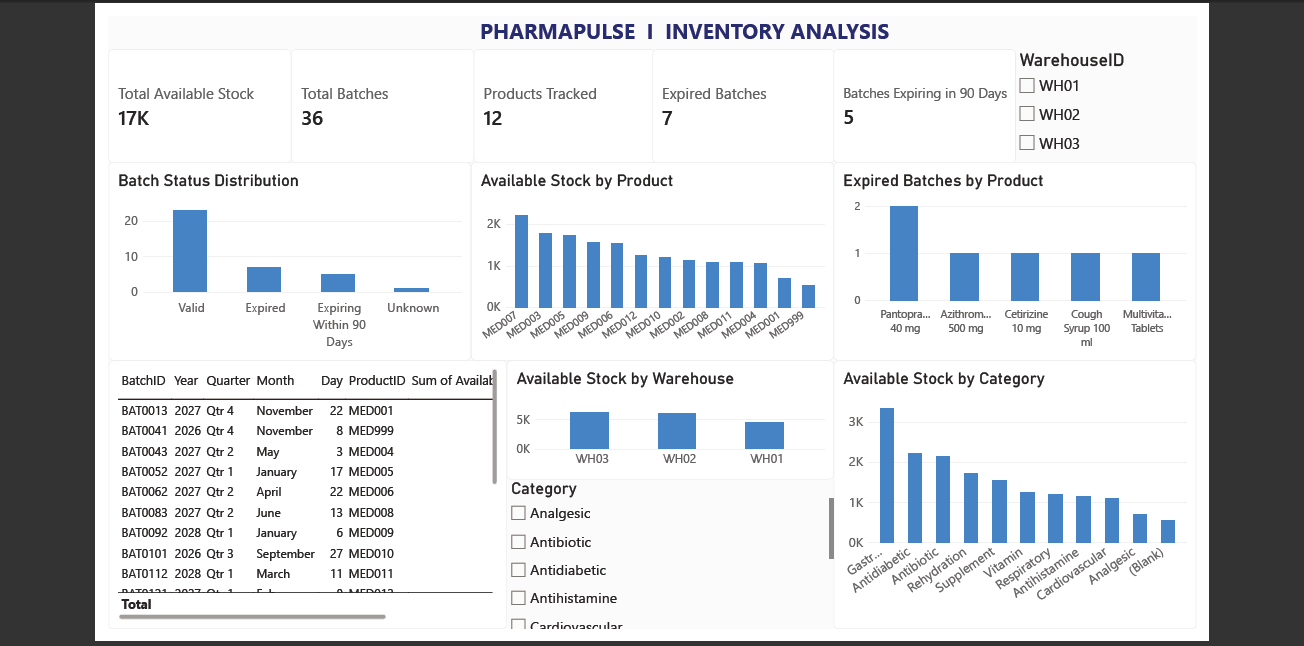 PHARMAPULSE I INVENTORY ANALYSIS
Total Available Stock
17K
Total Batches
36
Products Tracked
12
Expired Batches
7
Batches Expiring in 90 Days
5
WarehouseID
WH01
WH02
WH03
Batch Status Distribution
20
10
0
Valid
Expired
Expiring
Within 90
Days
Unknown
Available Stock by Product
2K
1K
0K
MED007
MED003
MED005
MED009
MED006
MED012
MED010
MED002
MED008
MED011
MED004
MED001
MED999
Expired Batches by Product
2
1
0
Pantopra...
40 mg
Azithrom...
500 mg
Cetirizine
10 mg
Cough
Syrup 100
ml
Multivita...
Tablets
BatchID Year Quarter Month Day ProductID Sum of Availab
BAT0013 2027 Qtr 4 November 22 MED001
BAT0041 2026 Qtr 4 November 8 MED999
BAT0043 2027 Qtr 2 May 3 MED004
BAT0052 2027 Qtr 1 January 17 MED005
BAT0062 2027 Qtr 2 April 22 MED006
BAT0083 2027 Qtr 2 June 13 MED008
BAT0092 2028 Qtr 1 January 6 MED009
BAT0101 2026 Qtr 3 September 27 MED010
BAT0112 2028 Qtr 1 March 11 MED011
Total
Available Stock by Warehouse
5K
0K
WH03
WH02
WH01
Category
Analgesic
Antibiotic
Antidiabetic
Antihistamine
Cardiovascular
Available Stock by Category
3K
2K
1K
0K
Gastr...
Antidiabetic
Antibiotic
Rehydration
Supplement
Vitamin
Respiratory
Antihistamine
Cardiovascular
Analgesic
(Blank)